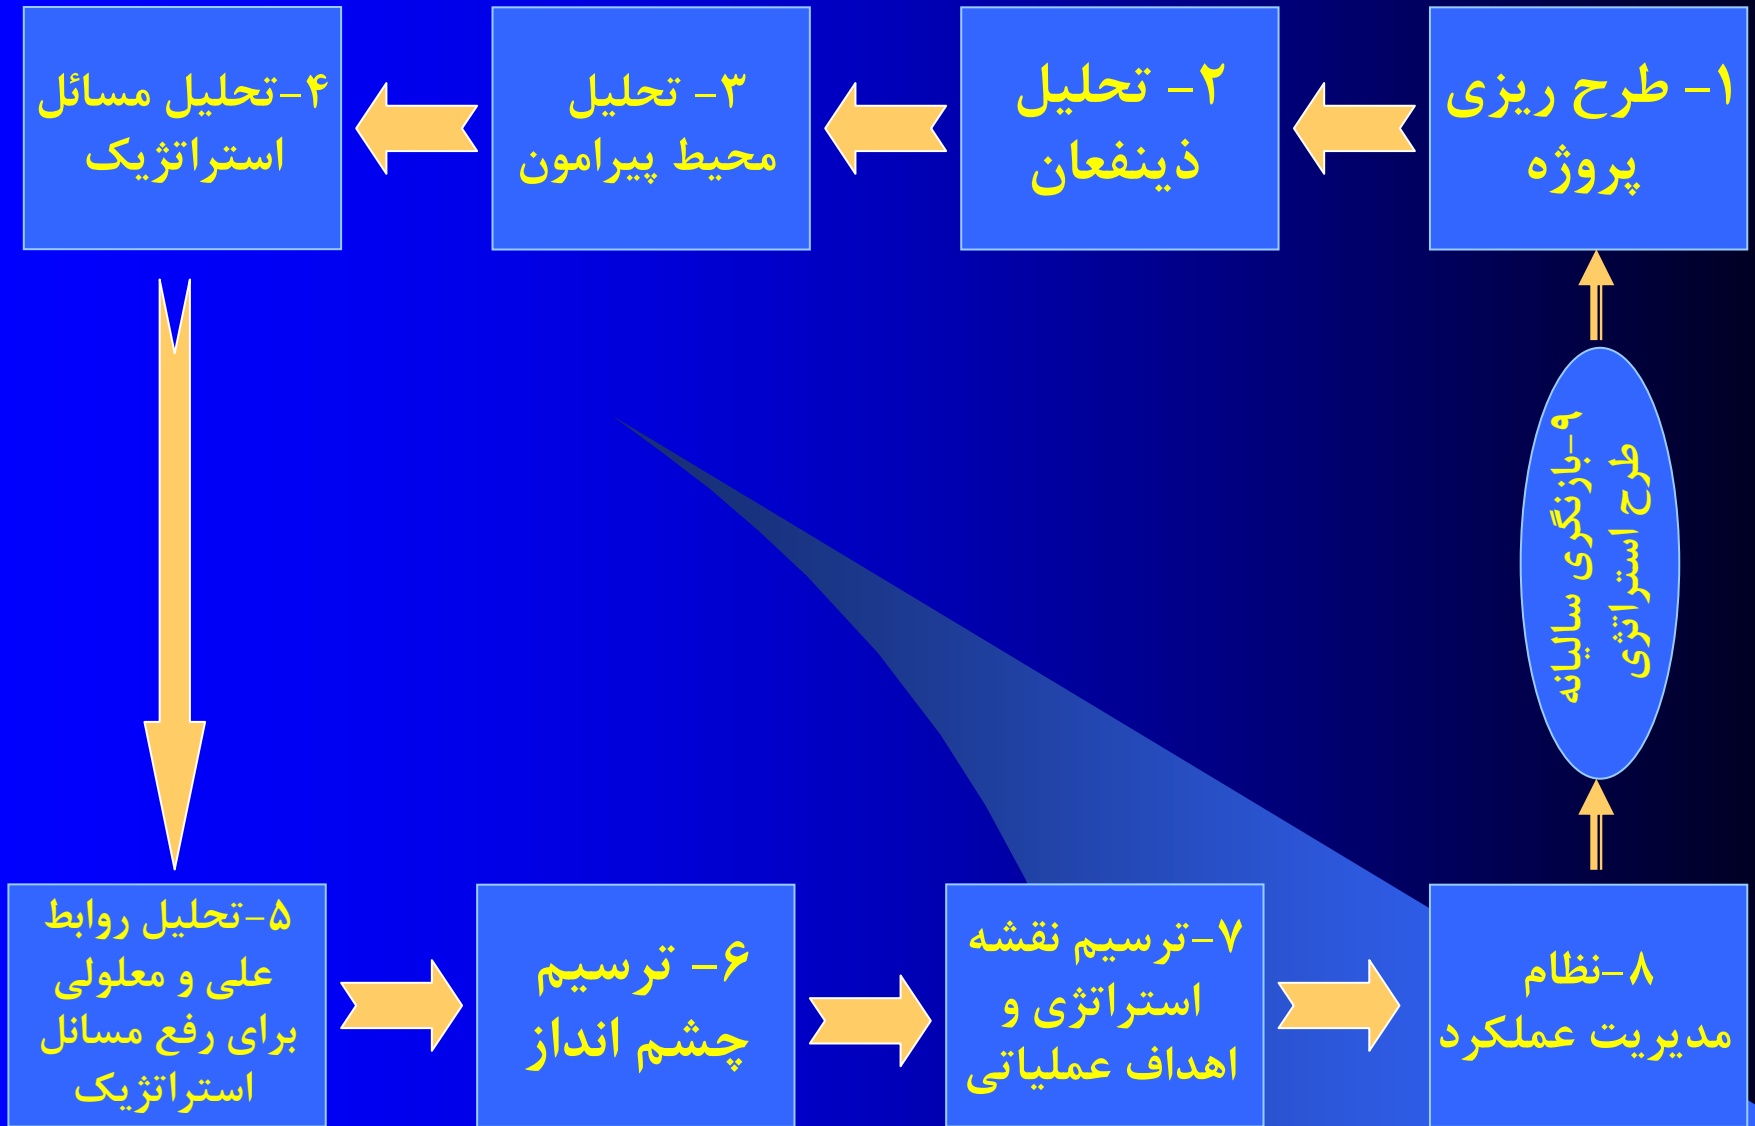 ۱- طرح ریزی
پروژه
۲- تحلیل
ذینفعان
۳- تحلیل
محیط پیرامون
۴-تحلیل مسائل
استراتژیک
۵-تحلیل روابط
علی و معلولی
برای رفع مسائل
استراتژیک
۶- ترسیم
چشم انداز
۷-ترسیم نقشه
استراتژی و
اهداف عملیاتی
۸-نظام
مدیریت عملکرد
۹-بازنگری سالیانه
طرح استراتژی